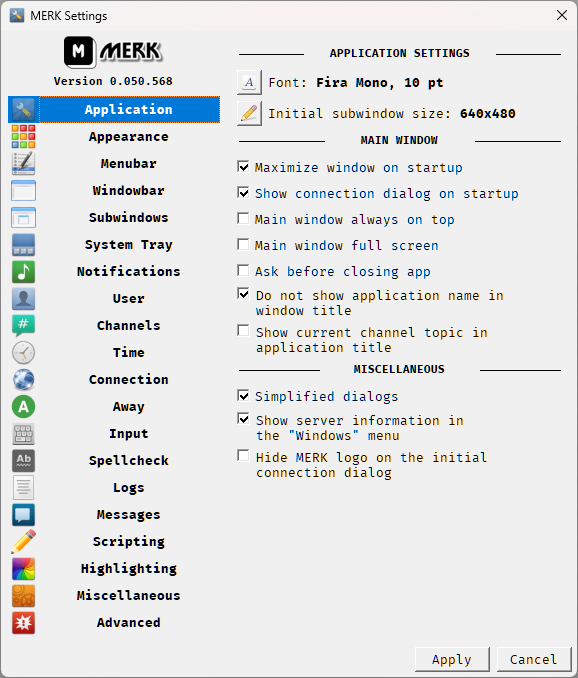 MERK Settings
M MERK
Version 0.050.568
Application
Appearance
Menubar
Windowbar
Subwindows
System Tray
Notifications
User
# Channels
Time
Connection
A Away
Input
Ab Spellcheck
Logs
Messages
Scripting
Highlighting
Miscellaneous
Advanced
APPLICATION SETTINGS
A Font: Fira Mono, 10 pt
Initial subwindow size: 640x480
MAIN WINDOW
Maximize window on startup
Show connection dialog on startup
Main window always on top
Main window full screen
Ask before closing app
Do not show application name in
window title
Show current channel topic in
application title
MISCELLANEOUS
Simplified dialogs
Show server information in
the "Windows" menu
Hide MERK logo on the initial
connection dialog
Apply
Cancel